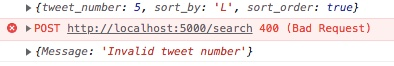 {tweet_number: 5, sort_by: 'L', sort_order: true}
POST http://localhost:5000/search 400 (Bad Request)
{Message: 'Invalid tweet number'}